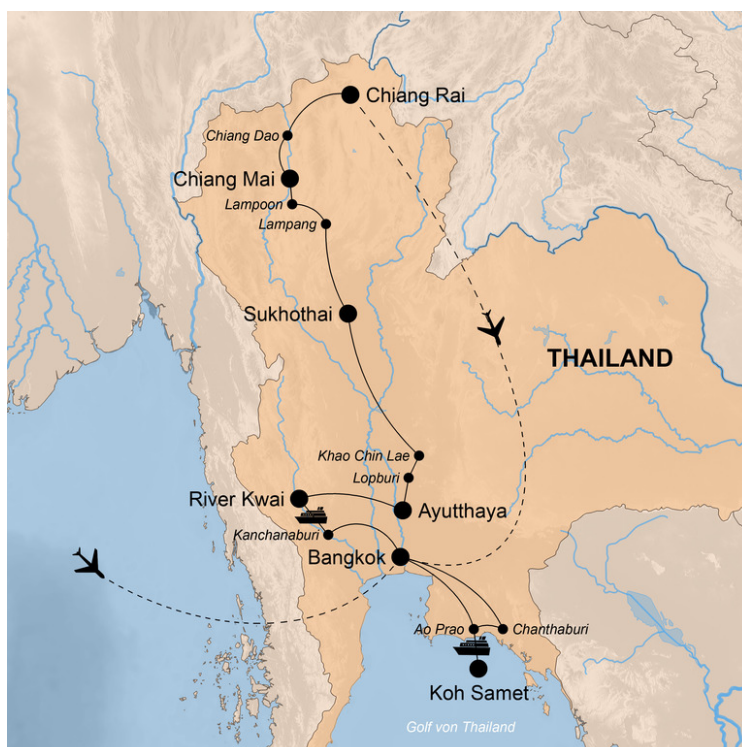 Chiang Rai
Chiang Dao
Chiang Mai
Lampoon
Lampang
Sukhothai
THAILAND
Khao Chin Lae
Lopburi
River Kwai
Ayutthaya
Kanchanaburi
Bangkok
Ao Prao
Chanthaburi
Koh Samet
Golf von Thailand